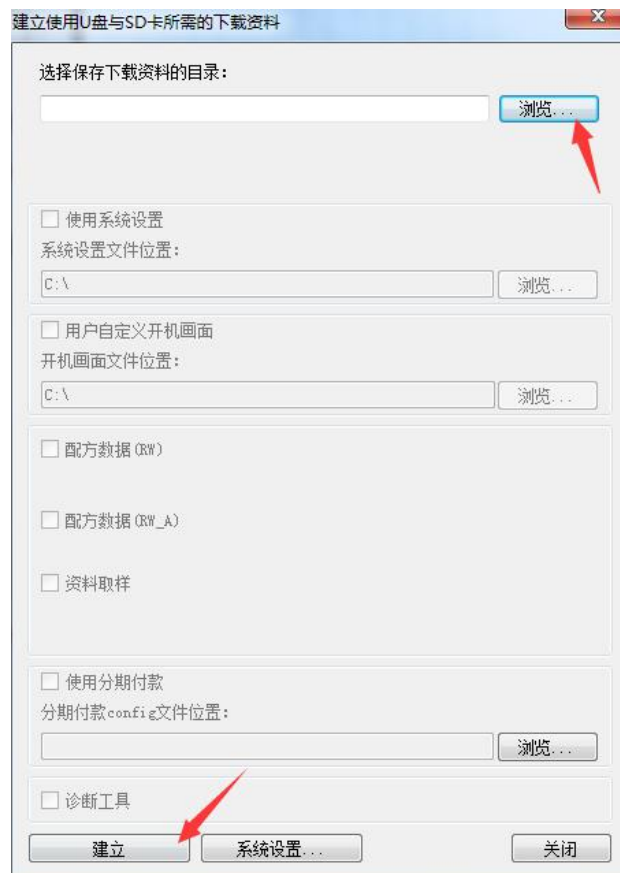 建立使用U盘与SD卡所需的下载资料
选择保存下载资料的目录：
浏览...
使用系统设置
系统设置文件位置：
C:\
浏览...
用户自定义开机画面
开机画面文件位置：
C:\
浏览...
配方数据(RW)
配方数据(RW_A)
资料取样
使用分期付款
分期付款config文件位置：
浏览...
诊断工具
建立 系统设置... 关闭